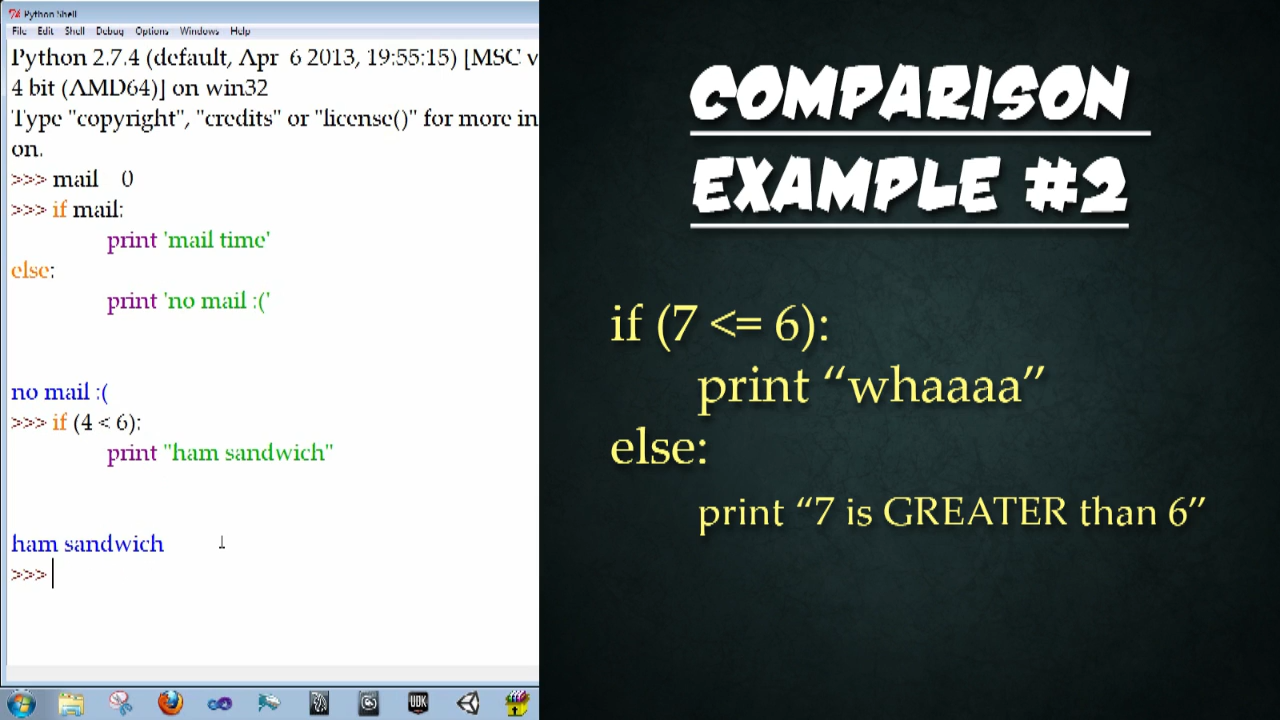 Python Shell
File Edit Shell Debug Options Windows Help
Python 2.7.4 (default, Apr 6 2013, 19:55:15) [MSC v
4 bit (AMD64)] on win32
Type "copyright", "credits" or "license()" for more in
on.
>>> mail 0
>>> if mail:
print 'mail time'
else:
print 'no mail :('
no mail :(
>>> if (4 < 6):
print "ham sandwich"
ham sandwich
>>>
COMPARISON
EXAMPLE #2
if (7 <= 6):
print “whaaaa”
else:
print “7 is GREATER than 6”
UDK